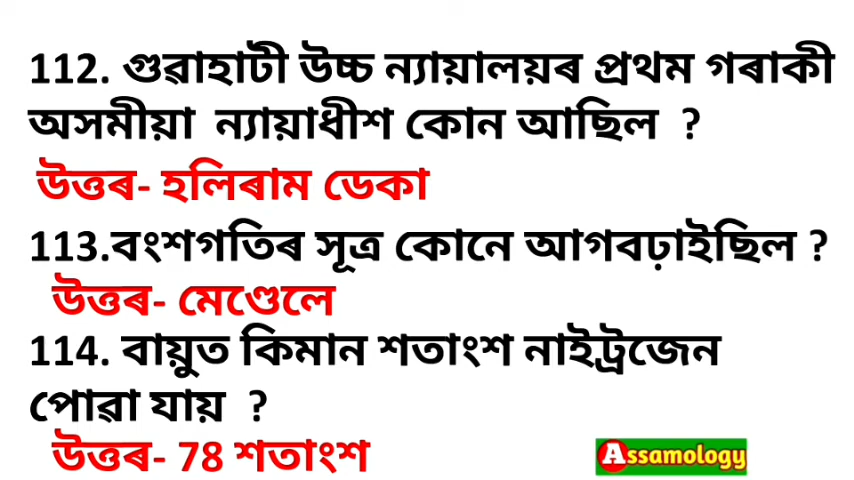 112. গুৱাহাটী উচ্চ ন্যায়ালয়ৰ প্ৰথম গৰাকী
অসমীয়া ন্যায়াধীশ কোন আছিল ?
উত্তৰ- হলিৰাম ডেকা
113.বংশগতিৰ সূত্ৰ কোনে আগবঢ়াইছিল ?
উত্তৰ- মেণ্ডেলে
114. বায়ুত কিমান শতাংশ নাইট্ৰজেন
পোৱা যায় ?
উত্তৰ- 78 শতাংশ
Assamology